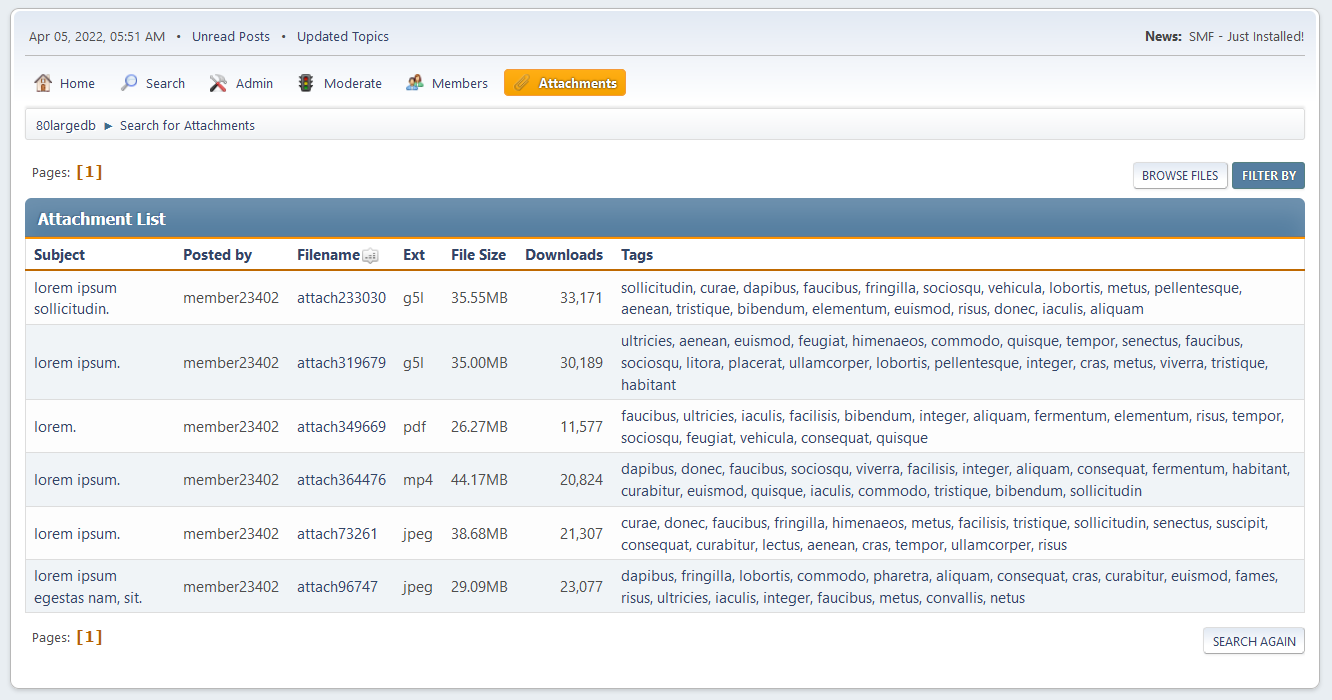 Apr 05, 2022, 05:51 AM • Unread Posts • Updated Topics News: SMF - Just Installed!
Home Search Admin Moderate Members Attachments
80largedb ► Search for Attachments
Pages: [1] BROWSE FILES FILTER BY
Attachment List
Subject Posted by Filename Ext File Size Downloads Tags
lorem ipsum sollicitudin. member23402 attach233030 g5l 35.55MB 33,171 sollicitudin, curae, dapibus, faucibus, fringilla, sociosqu, vehicula, lobortis, metus, pellentesque,
aenean, tristique, bibendum, elementum, euismod, risus, donec, iaculis, aliquam
lorem ipsum. member23402 attach319679 g5l 35.00MB 30,189 ultricies, aenean, euismod, feugiat, himenaeos, commodo, quisque, tempor, senectus, faucibus,
sociosqu, litora, placerat, ullamcorper, lobortis, pellentesque, integer, cras, metus, viverra, tristique,
habitant
lorem. member23402 attach349669 pdf 26.27MB 11,577 faucibus, ultricies, iaculis, facilisis, bibendum, integer, aliquam, fermentum, elementum, risus, tempor,
sociosqu, feugiat, vehicula, consequat, quisque
lorem ipsum. member23402 attach364476 mp4 44.17MB 20,824 dapibus, donec, faucibus, sociosqu, viverra, facilisis, integer, aliquam, consequat, fermentum, habitant,
curabitur, euismod, quisque, iaculis, commodo, tristique, bibendum, sollicitudin
lorem ipsum. member23402 attach73261 jpeg 38.68MB 21,307 curae, donec, faucibus, fringilla, himenaeos, metus, facilisis, tristique, sollicitudin, senectus, suscipit,
consequat, curabitur, lectus, aenean, cras, tempor, ullamcorper, risus
lorem ipsum egestas nam, sit. member23402 attach96747 jpeg 29.09MB 23,077 dapibus, fringilla, lobortis, commodo, pharetra, aliquam, consequat, cras, curabitur, euismod, fames,
risus, ultricies, iaculis, integer, faucibus, metus, convallis, netus
Pages: [1] SEARCH AGAIN